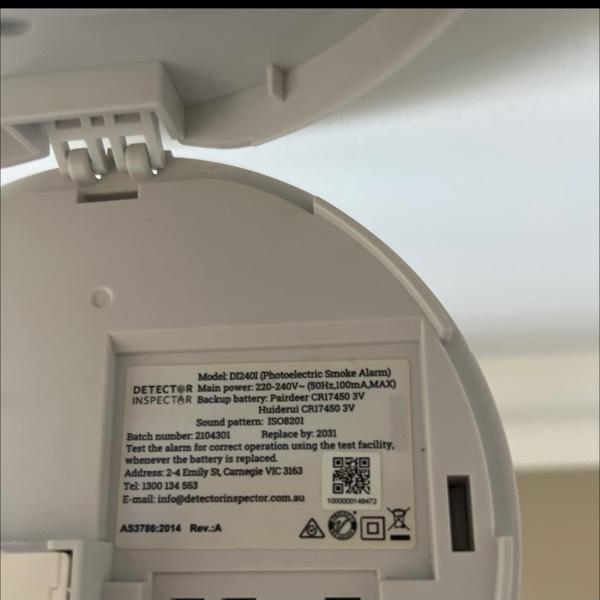 Model: DI240I (Photoelectric Smoke Alarm)
DETECTOR
INSPECTOR
Main power: 220-240V~ (50Hz,100mA,MAX)
Backup battery: Pairdeer CR17450 3V
Huiderui CR17450 3V
Sound pattern: ISO8201
Batch number: 2104301 Replace by: 2031
Test the alarm for correct operation using the test facility,
whenever the battery is replaced.
Address: 2-4 Emily St, Carnegie VIC 3163
Tel: 1300 134 563
E-mail: info@detectorinspector.com.au
1000000149472
AS3786:2014 Rev.:A